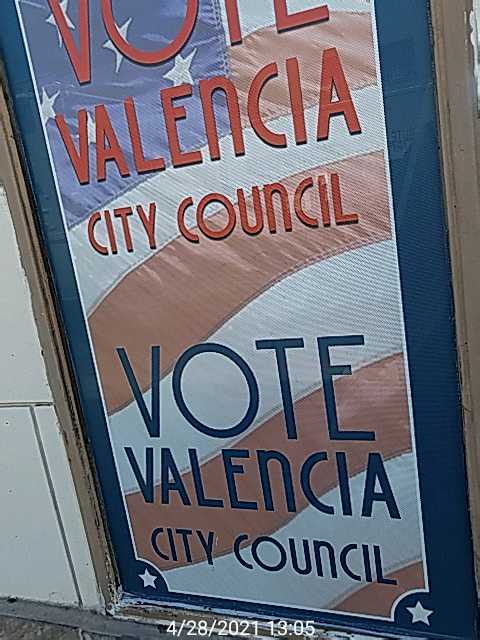 VOTE
VALENCIA
CITY COUNCIL
VOTE
VALENCIA
CITY COUNCIL
4/28/2021 13:05